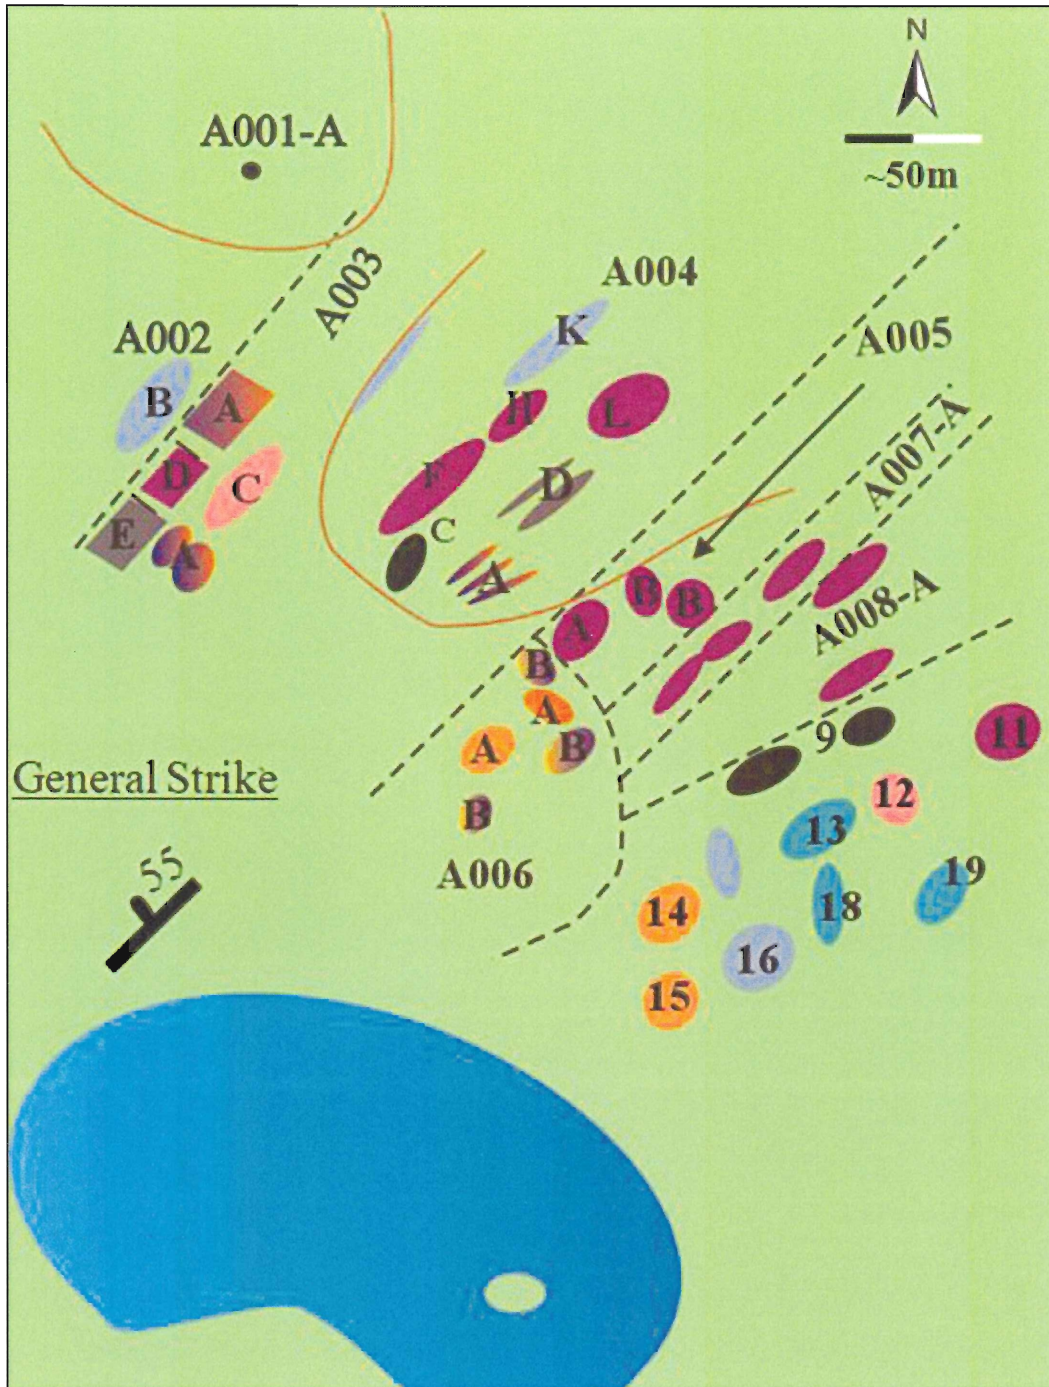 N
A001-A
~50m
A003
A004
A002
K
A005
B
A
H
L
A007-A
D
C
F
D
E
C
A
A
B
B
A
A008-A
B
A
9
11
A
B
General Strike
12
B
13
55
A006
19
14
18
16
15